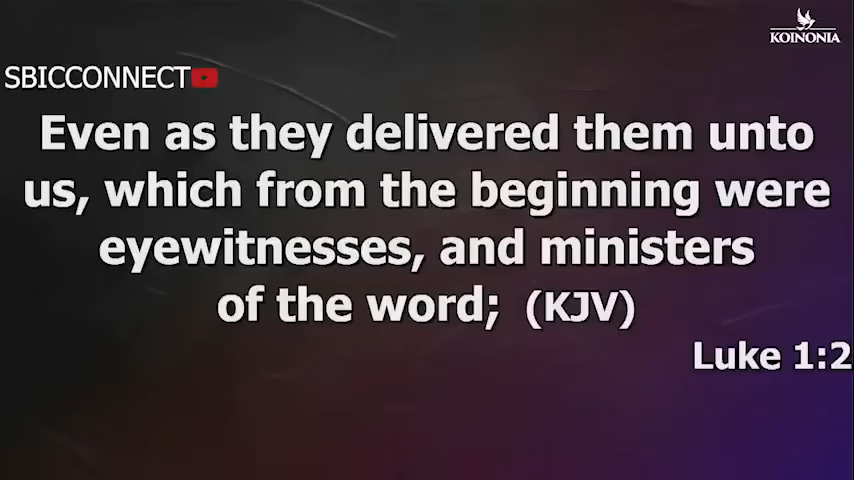 KOINONIA
SBICCONNECT
Even as they delivered them unto
us, which from the beginning were
eyewitnesses, and ministers
of the word; (KJV)
Luke 1:2